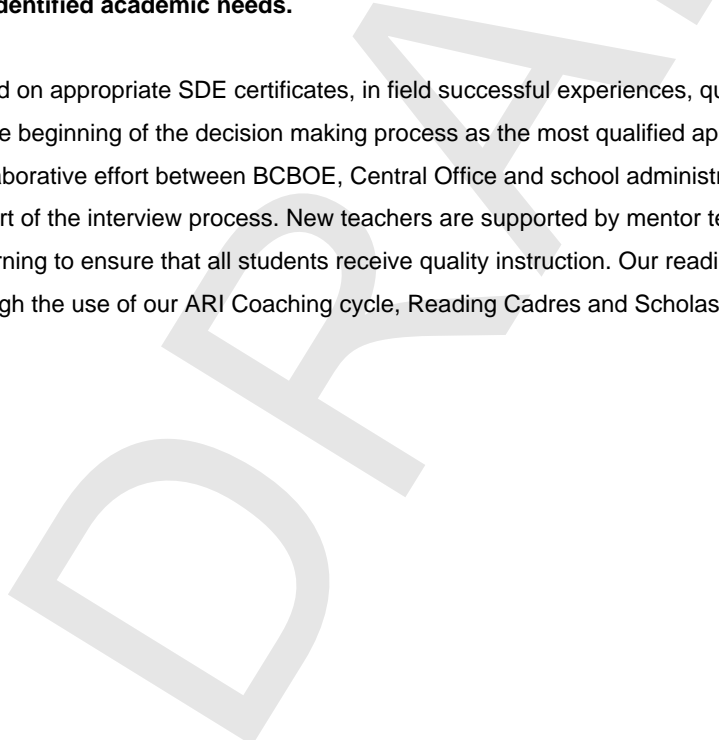 dentified academic needs.
d on appropriate SDE certificates, in field successful experiences, qu
e beginning of the decision making process as the most qualified ap
aborative effort between BCBOE, Central Office and school administr
rt of the interview process. New teachers are supported by mentor te
rning to ensure that all students receive quality instruction. Our readi
gh the use of our ARI Coaching cycle, Reading Cadres and Scholas
DRA